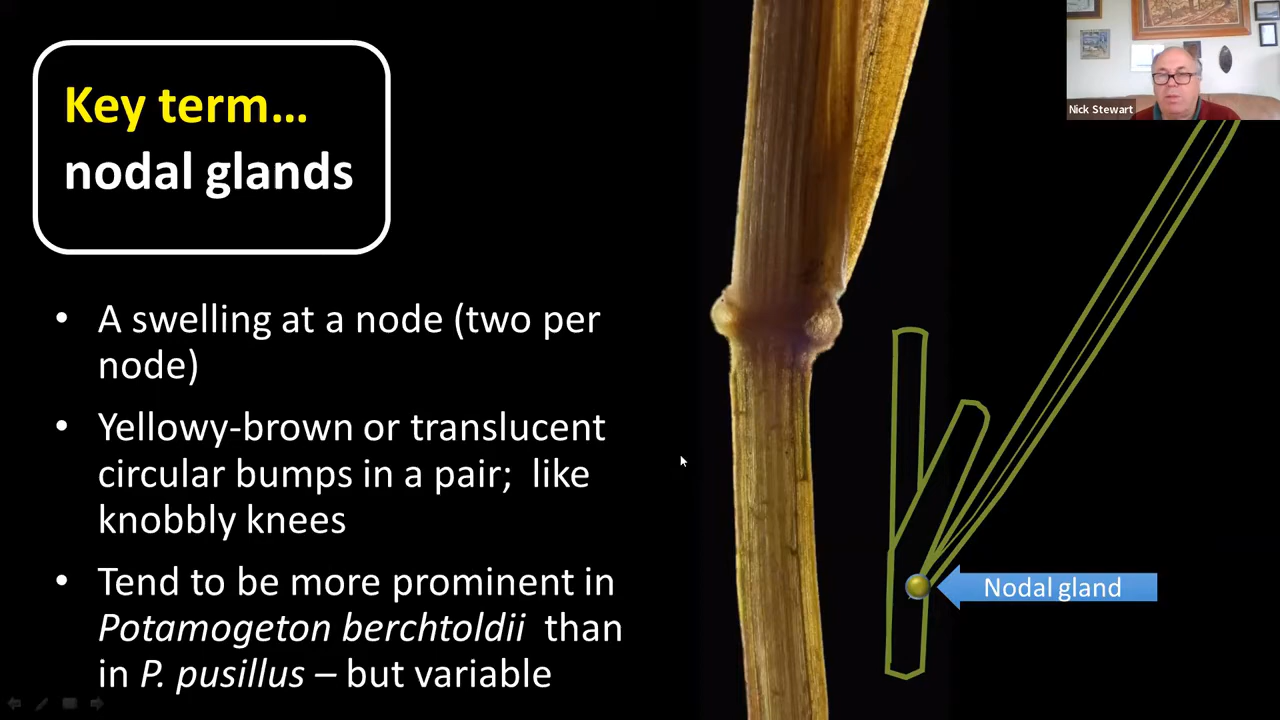 Key term…
nodal glands
Nick Stewart
• A swelling at a node (two per
node)
• Yellowy-brown or translucent
circular bumps in a pair;  like
knobbly knees
• Tend to be more prominent in
Potamogeton berchtoldii  than
in P. pusillus – but variable
Nodal gland